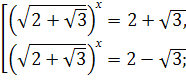 [(√(2 + √3))ˣ = 2 + √3,
(√(2 + √3))ˣ = 2 − √3;